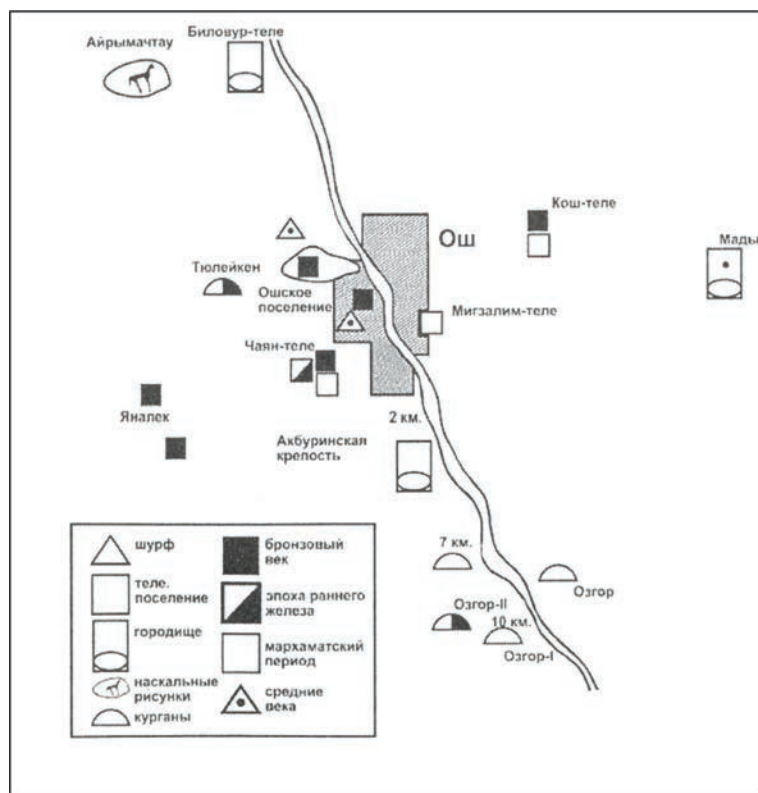 Айрымачтау
Биловур-теле
Кош-теле
Ош
Мады
Тюлейкен
Ошское
поселение
Мигзалим-теле
Чаян-теле
Яналек
2 км.
Акбуринская
крепость
7 км.
Озгор
Озгор-II
10 км.
Озгор-I
шурф
теле.
поселение
городище
наскальные
рисунки
курганы
бронзовый
век
эпоха раннего
железа
мархаматский
период
средние
века